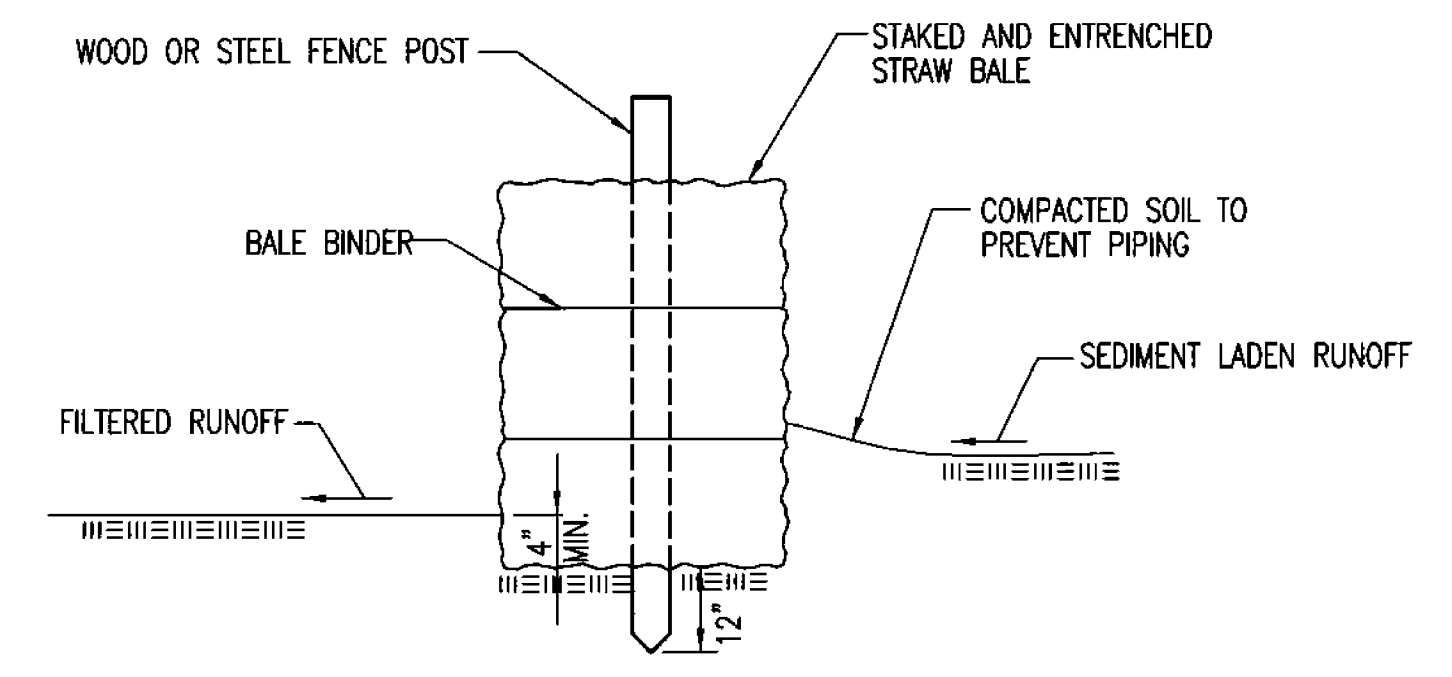 WOOD OR STEEL FENCE POST
STAKED AND ENTRENCHED
STRAW BALE
BALE BINDER
COMPACTED SOIL TO
PREVENT PIPING
SEDIMENT LADEN RUNOFF
FILTERED RUNOFF
4"
MIN.
12"